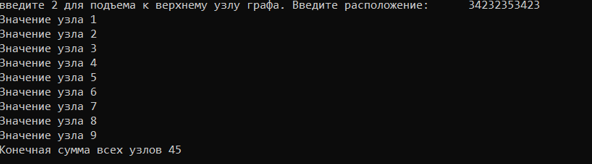 введите 2 для подъема к верхнему узлу графа. Введите расположение: 34232353423
Значение узла 1
Значение узла 2
Значение узла 3
Значение узла 4
Значение узла 5
Значение узла 6
Значение узла 7
Значение узла 8
Значение узла 9
Конечная сумма всех узлов 45